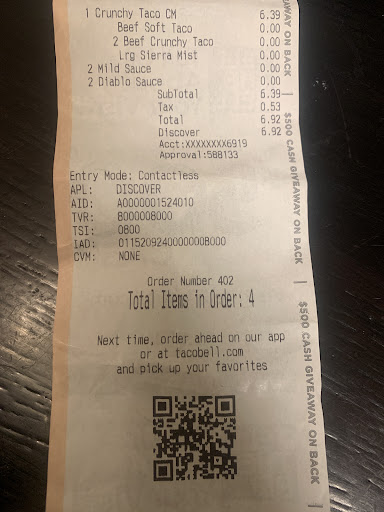 1 Crunchy Taco CM 6.39
Beef Soft Taco 0.00
2 Beef Crunchy Taco 0.00
Lrg Sierra Mist 0.00
2 Mild Sauce 0.00
2 Diablo Sauce 0.00
SubTotal 6.39
Tax 0.53
Total 6.92
Discover 6.92
Acct:XXXXXXXX6919
Approval:588133
Entry Mode: Contactless
APL: DISCOVER
AID: A0000001524010
TVR: 8000008000
TSI: 0800
IAD: 0115209240000000B000
CVM: NONE
Order Number 402
Total Items in Order: 4
Next time, order ahead on our app
or at tacobell.com
and pick up your favorites
AWAY ON BACK
$500 CASH GIVEAWAY ON BACK
$500 CASH GIVEAWAY ON BACK